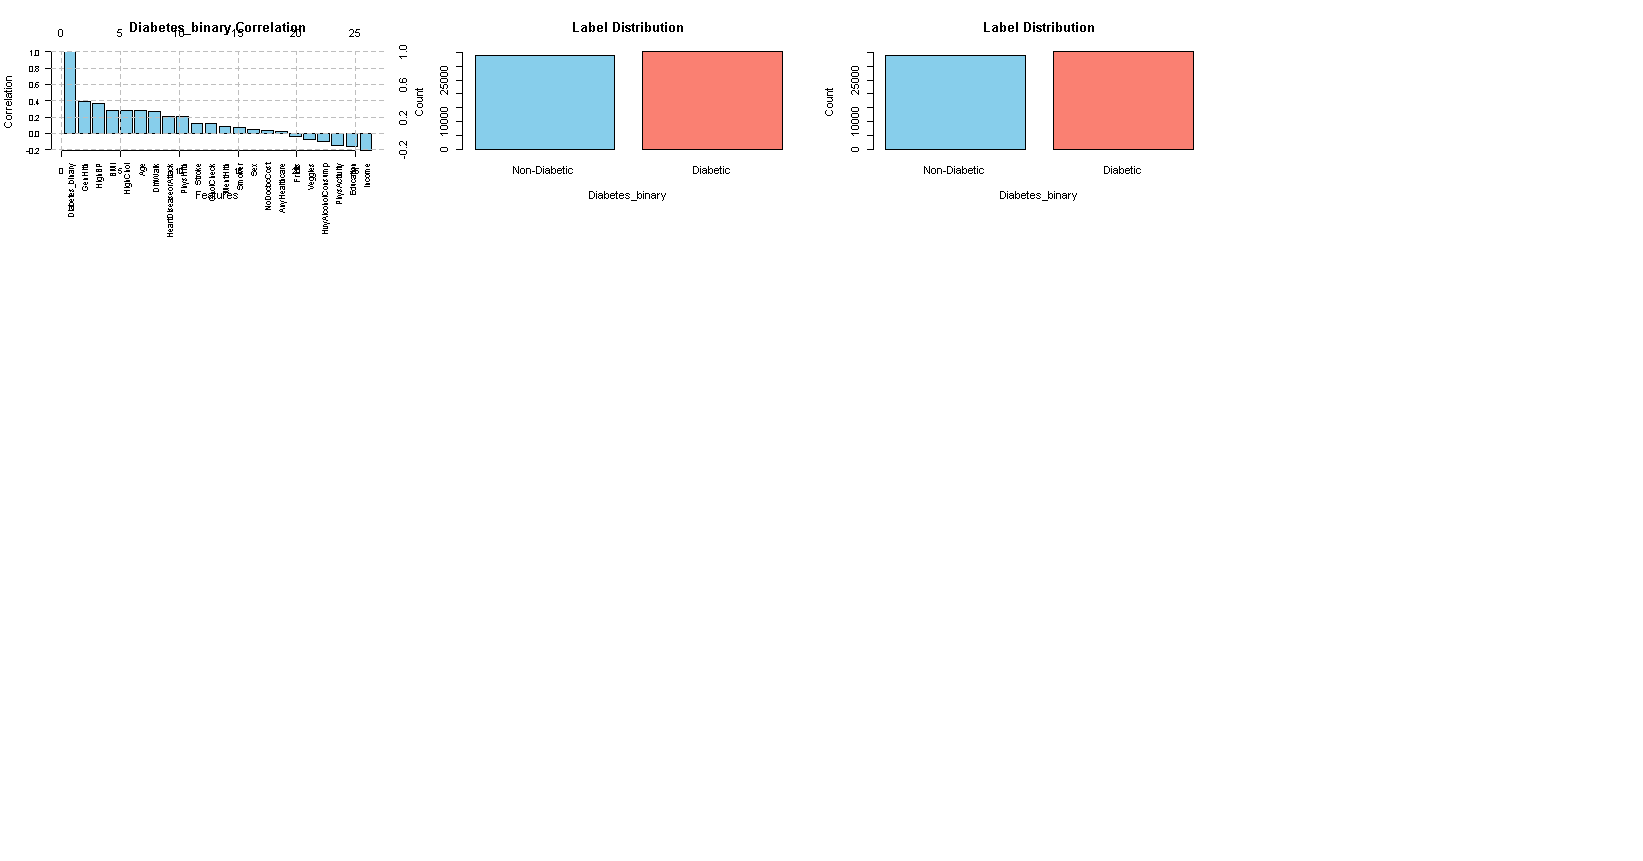 Diabetes_binary Correlation
0 5 10 15 20 25
Correlation
1.0
0.8
0.6
0.4
0.2
0.0
-0.2
1.0
0.6
0.2
-0.2
0 5 10
Diabetes_binary
GenHlth
HighBP
BMI
HighChol
Age
DiffWalk
HeartDiseaseorAttack
PhysHlth
Stroke
CholCheck
MentHlth
Smoker
Sex
NoDocbcCost
AnyHealthcare
Fruits
Veggies
HvyAlcoholConsump
PhysActivity
Education
Income
Features
Label Distribution
Count
25000
10000
0
Non-Diabetic
Diabetic
Diabetes_binary
Label Distribution
Count
25000
10000
0
Non-Diabetic
Diabetic
Diabetes_binary